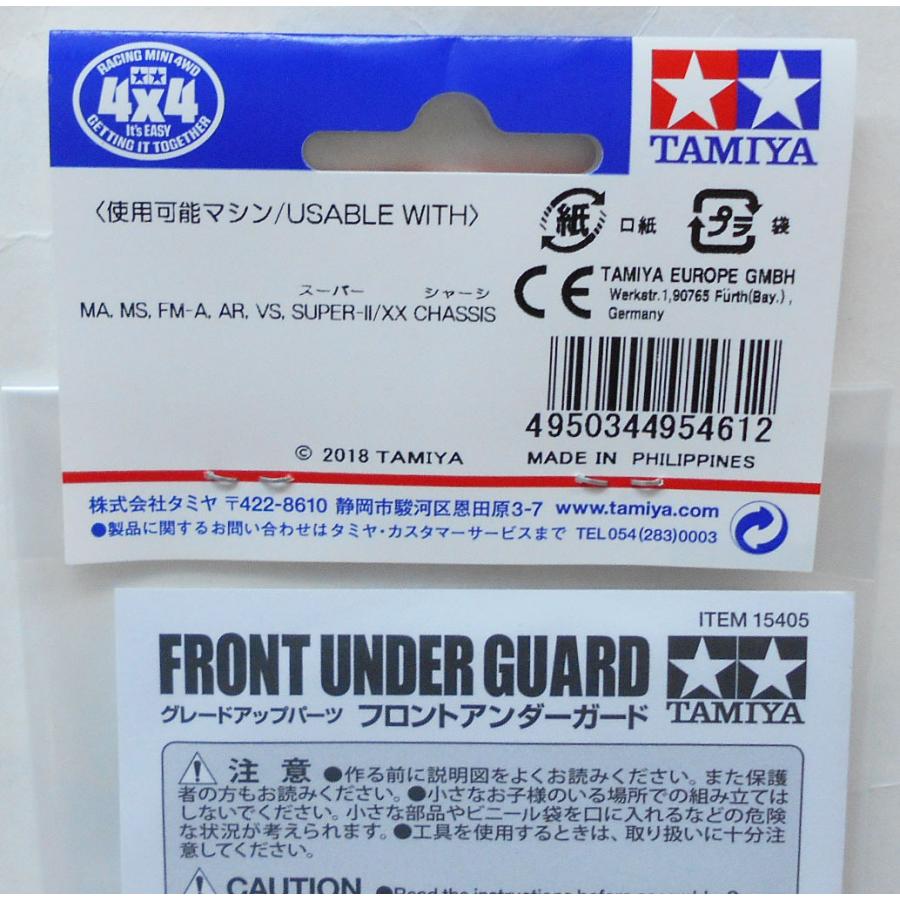 RACING MINI 4WD
4x4
It's EASY
GETTING IT TOGETHER
TAMIYA
〈使用可能マシン/USABLE WITH〉
スーパー シャーシ
MA, MS, FM-A, AR, VS, SUPER-II/XX CHASSIS
紙 口紙 プラ 袋
CE TAMIYA EUROPE GMBH
Werkstr.1,90765 Fürth(Bay.),
Germany
4950344954612
© 2018 TAMIYA
MADE IN PHILIPPINES
株式会社タミヤ 〒422-8610 静岡市駿河区恩田原3-7 www.tamiya.com
●製品に関するお問い合わせはタミヤ・カスタマーサービスまで TEL054(283)0003
ITEM 15405
FRONT UNDER GUARD
グレードアップパーツ フロントアンダーガード
TAMIYA
注 意 ●作る前に説明図をよくお読みください。また保護
者の方もお読みください。●小さなお子様のいる場所での組み立ては
しないでください。小さな部品やビニール袋を口に入れるなどの危険
な状況が考えられます。●工具を使用するときは、取り扱いに十分注
意してください。
CAUTION ●Read the instructions before